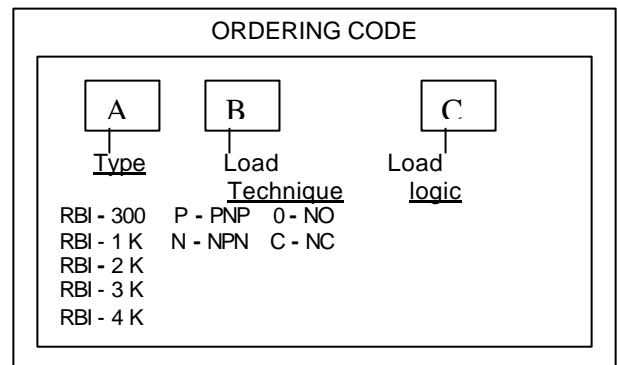 ORDERING CODE
A B C
Type Load Load
Technique logic
RBI - 300 P - PNP 0 - NO
RBI - 1 K N - NPN C - NC
RBI - 2 K
RBI - 3 K
RBI - 4 K